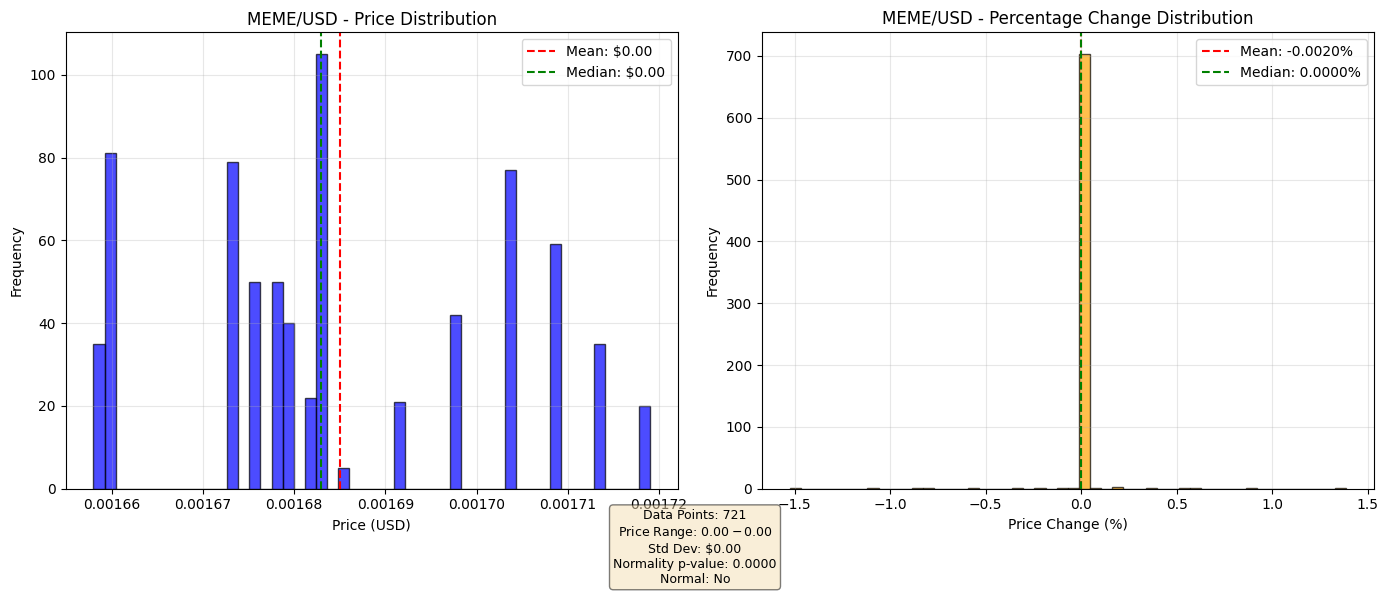 MEME/USD - Price Distribution
Mean: $0.00
Median: $0.00
Frequency
100
80
60
40
20
0
0.00166 0.00167 0.00168 0.00169 0.00170 0.00171 0.00172
Price (USD)
MEME/USD - Percentage Change Distribution
Mean: -0.0020%
Median: 0.0000%
Frequency
700
600
500
400
300
200
100
0
−1.5 −1.0 −0.5 0.0 0.5 1.0 1.5
Price Change (%)
Data Points: 721
Price Range: 0.00 − 0.00
Std Dev: $0.00
Normality p-value: 0.0000
Normal: No